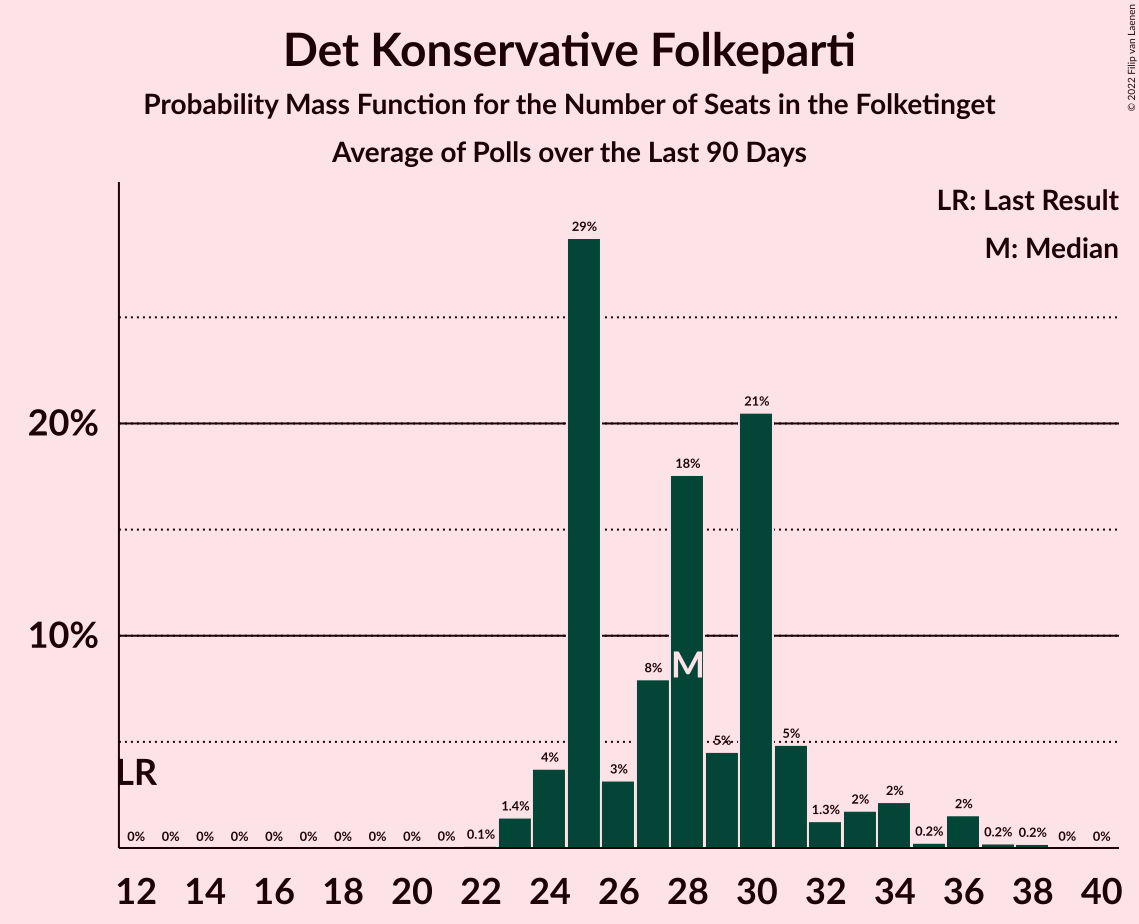 Det Konservative Folkeparti
Probability Mass Function for the Number of Seats in the Folketinget
Average of Polls over the Last 90 Days
© 2022 Filip van Laenen
LR: Last Result
M: Median
20%
10%
29%
21%
18%
8%
M
5%
5%
4%
3%
LR
1.4%
1.3%
2%
2%
2%
0% 0% 0% 0% 0% 0% 0% 0% 0% 0% 0.1% 0.2% 0.2% 0.2% 0% 0%
12 14 16 18 20 22 24 26 28 30 32 34 36 38 40